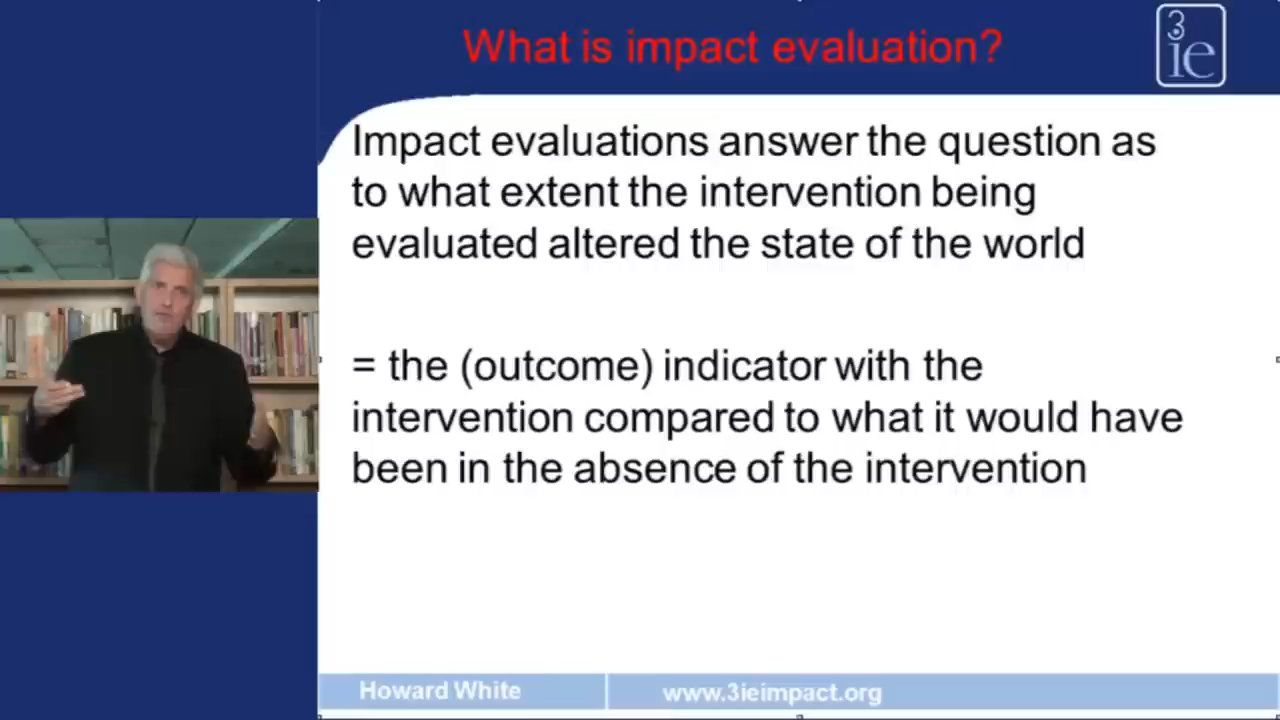 What is impact evaluation?
3
ie
Impact evaluations answer the question as
to what extent the intervention being
evaluated altered the state of the world
= the (outcome) indicator with the
intervention compared to what it would have
been in the absence of the intervention
Howard White
www.3ieimpact.org